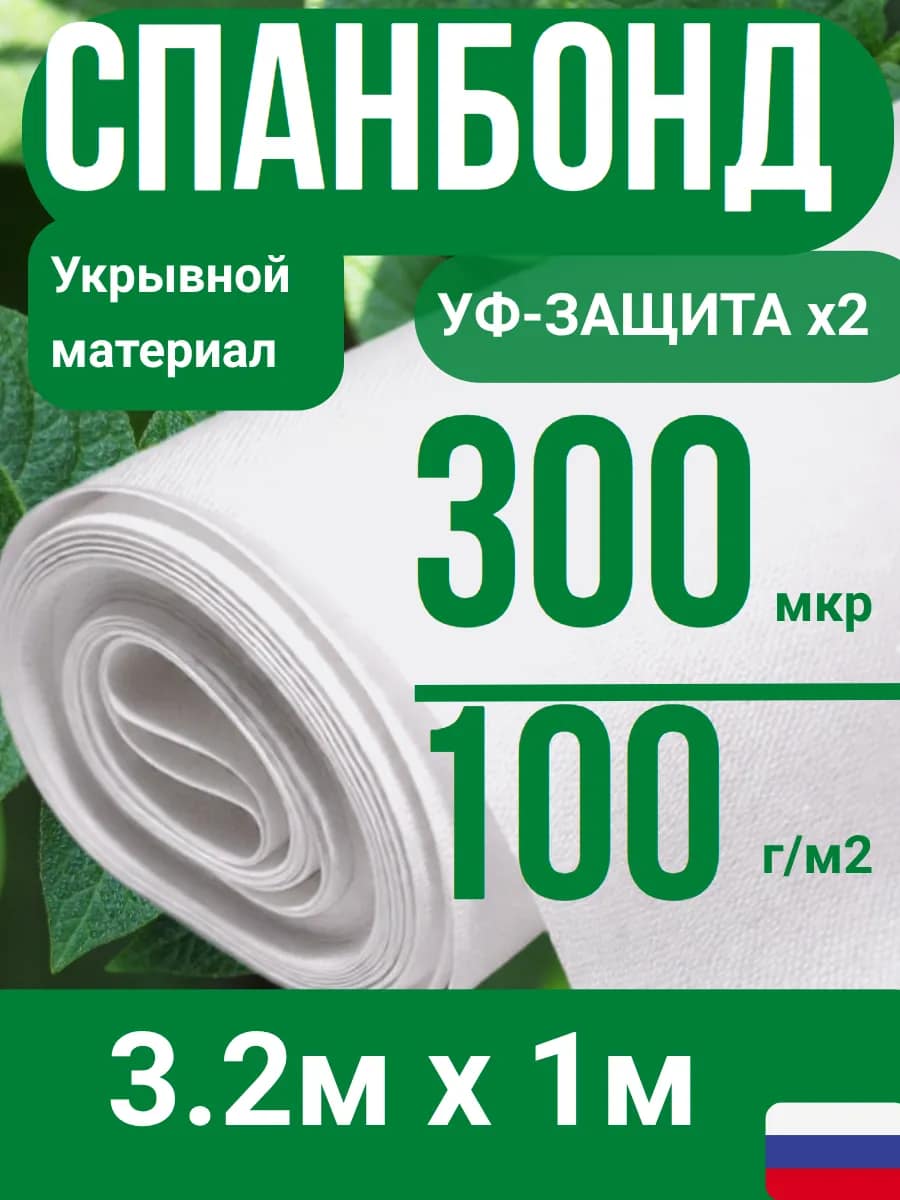 СПАНБОНД
Укрывной
материал
УФ-ЗАЩИТА х2
300 мкр
100 г/м2
3.2м х 1м